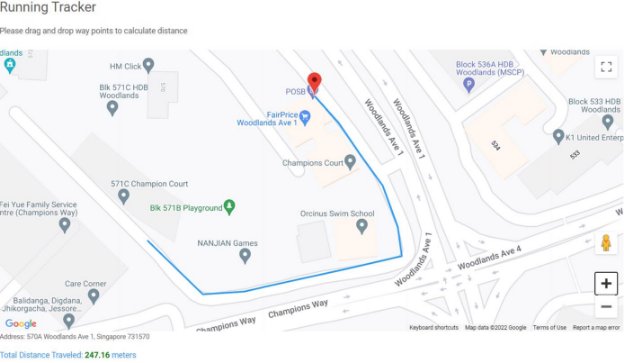 Running Tracker
Please drag and drop way points to calculate distance
dlands
HM Click
Blk 571C HDB
Woodlands
POSB
FairPrice
Woodlands Ave 1
Woodlands Ave 1
Woodlands Ave 1
Woodlands
Block 536A HDB
Woodlands (MSCP)
Block 533 HDB
Woodlands
K1 United Enterp
534
533
Champions Court
571C Champion Court
Fei Yue Family Service
ntre (Champions Way)
Blk 571B Playground
Orcinus Swim School
NANJIAN Games
Woodlands Ave 1
Woodlands Ave 4
W
Care Corner
Balidanga, Digdana,
Jhikorgacha, Jessore...
Champions Way
Champions Way
Google
Keyboard shortcuts
Map data ©2022 Google
Terms of Use
Report a map error
Address: 570A Woodlands Ave 1, Singapore 731570
Total Distance Traveled: 247.16 meters